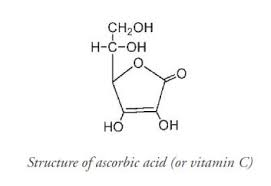 CH₂OH
H-C-OH
O
O
HO
OH
Structure of ascorbic acid (or vitamin C)